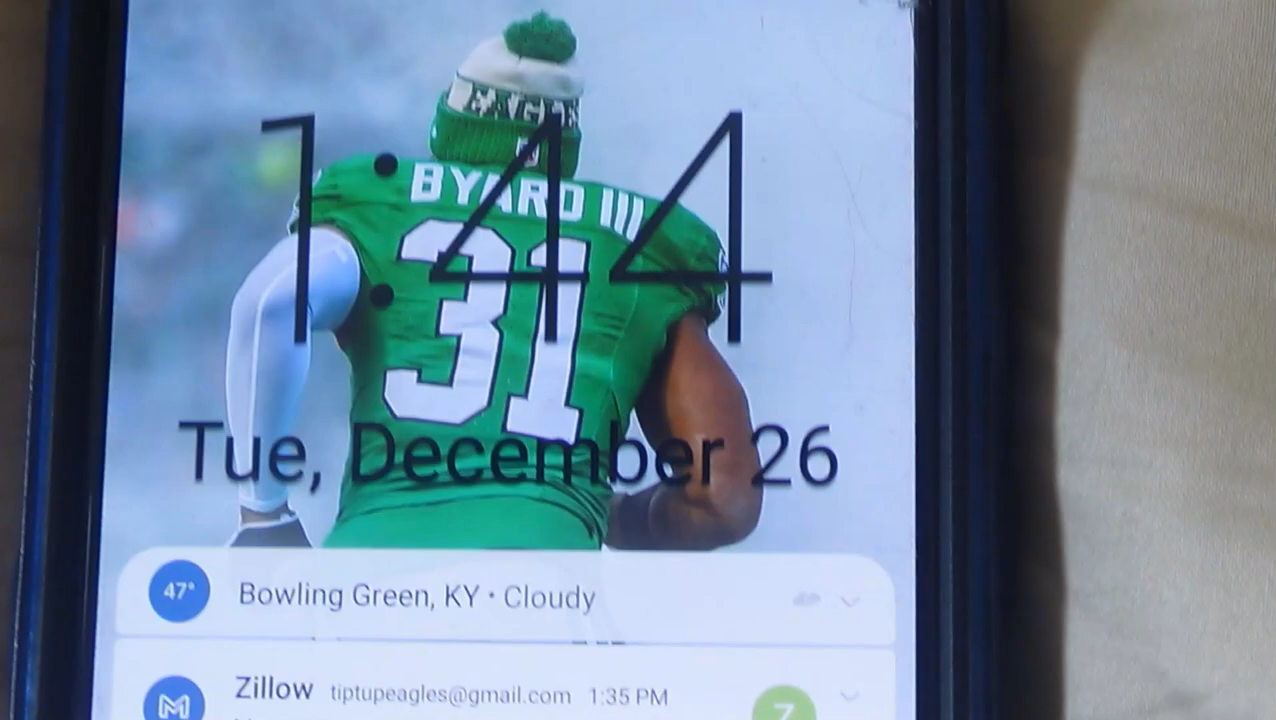 EAGLES
BYARD III
31
1:44
Tue, December 26
47°
Bowling Green, KY • Cloudy
Zillow tiptupeagles@gmail.com 1:35 PM
Z